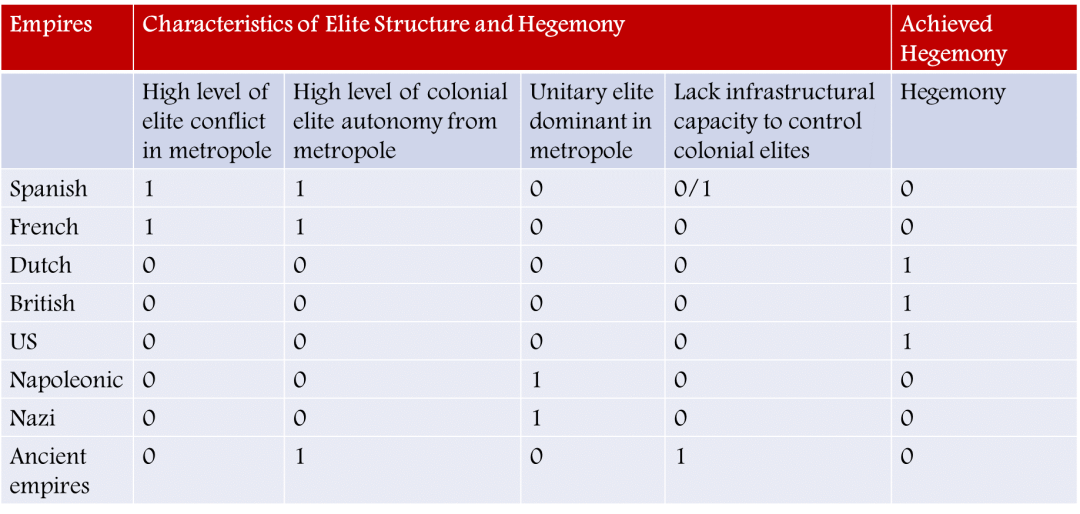 Empires Characteristics of Elite Structure and Hegemony Achieved
Hegemony
High level of High level of colonial Unitary elite Lack infrastructural Hegemony
elite conflict elite autonomy from dominant in capacity to control
in metropole metropole metropole colonial elites
Spanish 1 1 0 0/1 0
French 1 1 0 0 0
Dutch 0 0 0 0 1
British 0 0 0 0 1
US 0 0 0 0 1
Napoleonic 0 0 1 0 0
Nazi 0 0 1 0 0
Ancient 0 1 0 1 0
empires